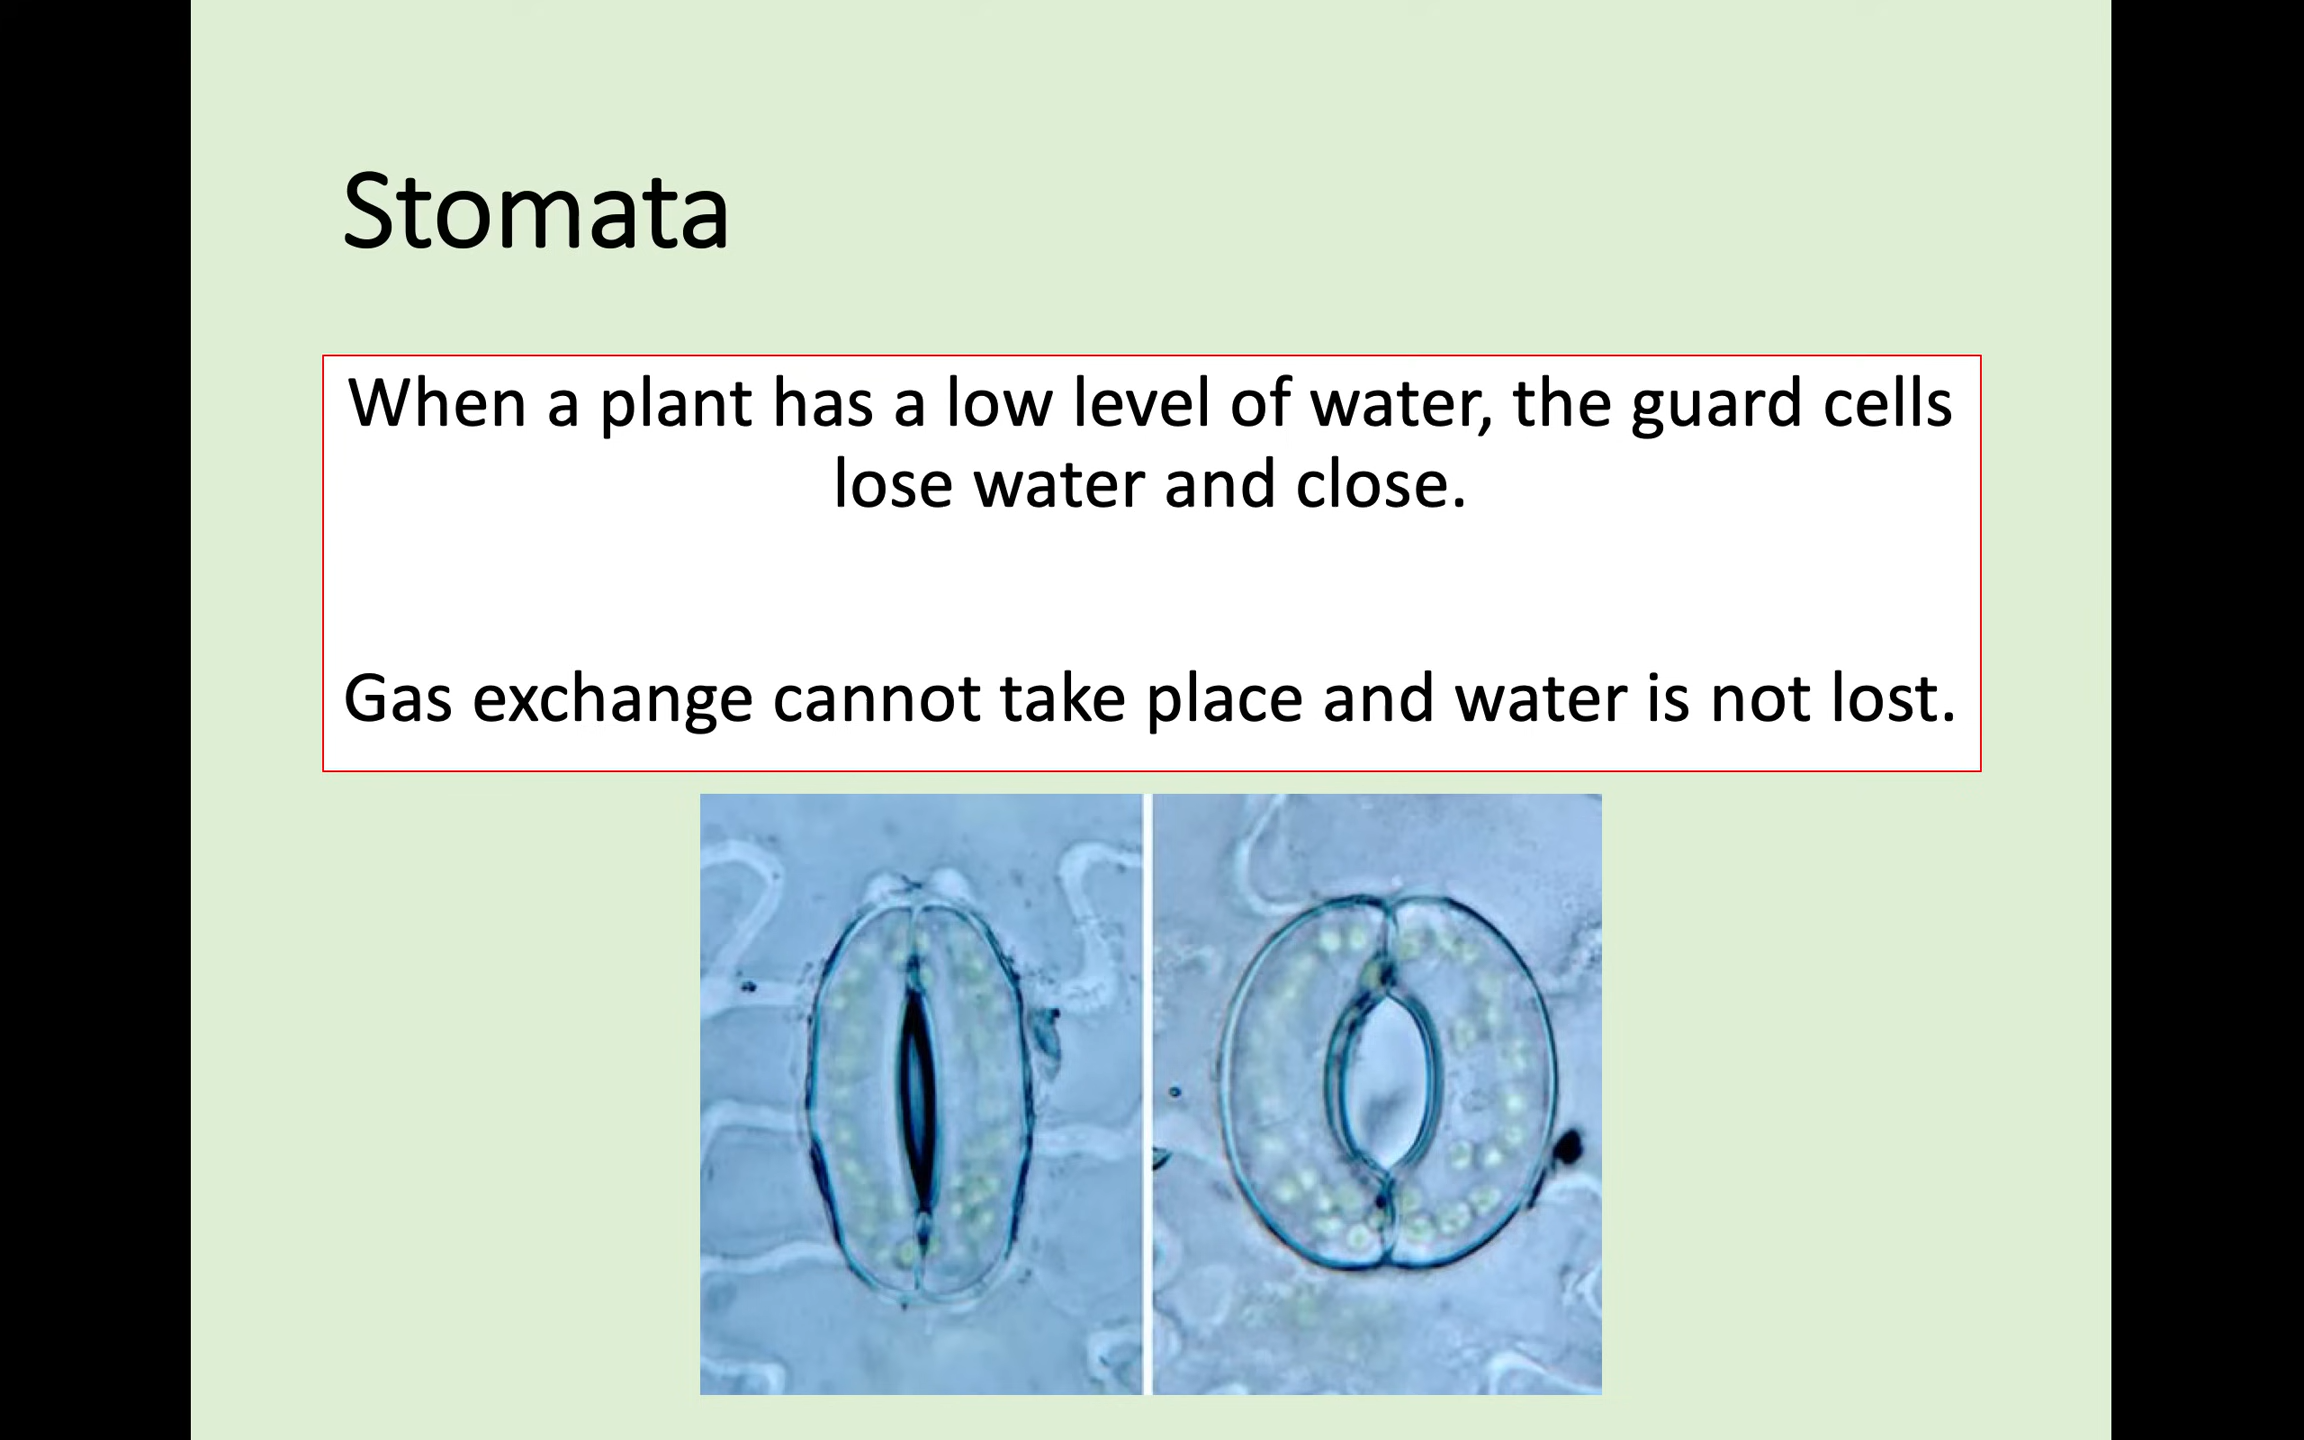 Stomata
When a plant has a low level of water, the guard cells
lose water and close.
Gas exchange cannot take place and water is not lost.